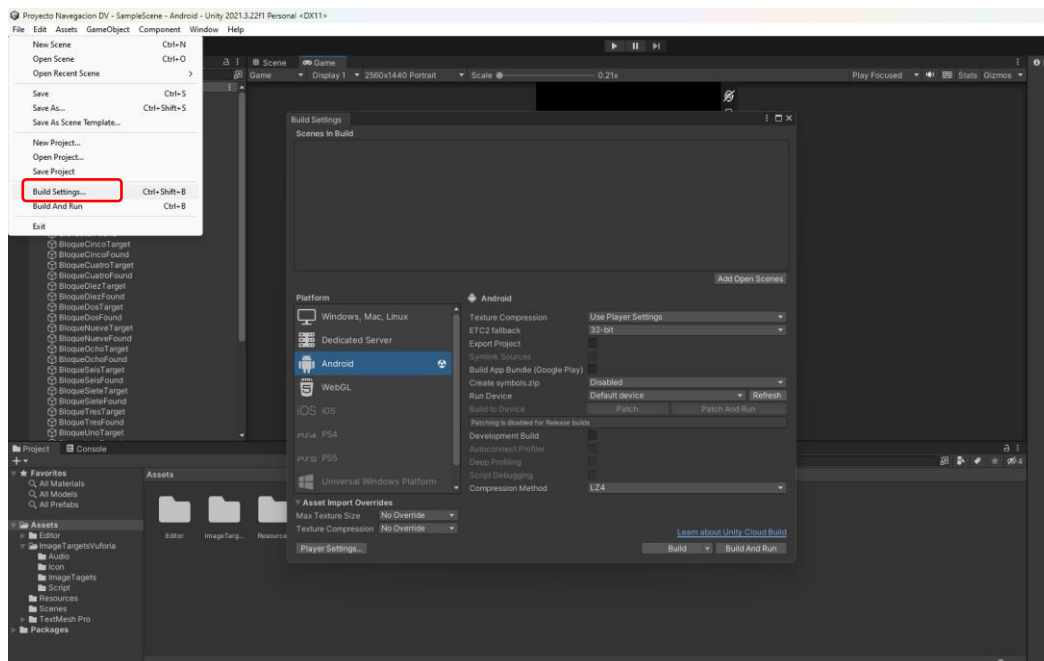 Proyecto Navegacion DV - SampleScene - Android - Unity 2021.3.22f1 Personal <DX11>
File Edit Assets GameObject Component Window Help
New Scene Ctrl+N
Open Scene Ctrl+O
Open Recent Scene >
Save Ctrl+S
Save As... Ctrl+Shift+S
Save As Scene Template...
New Project...
Open Project...
Save Project
Build Settings... Ctrl+Shift+B
Build And Run Ctrl+B
Exit
Scene Game
Game Display 1 2560x1440 Portrait Scale 0.21x Play Focused Stats Gizmos
BloqueCincoTarget
BloqueCincoFound
BloqueCuatroTarget
BloqueCuatroFound
BloqueDiezTarget
BloqueDiezFound
BloqueDosTarget
BloqueDosFound
BloqueNueveTarget
BloqueNueveFound
BloqueOchoTarget
BloqueOchoFound
BloqueSeisTarget
BloqueSeisFound
BloqueSieteTarget
BloqueSieteFound
BloqueTresTarget
BloqueTresFound
BloqueUnoTarget
Build Settings
Scenes In Build
Add Open Scenes
Platform
Windows, Mac, Linux
Dedicated Server
Android
WebGL
iOS iOS
PS4 PS4
PS5 PS5
Universal Windows Platform
Android
Texture Compression Use Player Settings
ETC2 fallback 32-bit
Export Project
Symlink Sources
Build App Bundle (Google Play)
Create symbols.zip Disabled
Run Device Default device Refresh
Build to Device Patch Patch And Run
Patching is disabled for Release builds
Development Build
Autoconnect Profiler
Deep Profiling
Script Debugging
Compression Method LZ4
Asset Import Overrides
Max Texture Size No Override
Texture Compression No Override
Learn about Unity Cloud Build
Player Settings... Build Build And Run
Project Console
Favorites
All Materials
All Models
All Prefabs
Assets
Editor
ImageTargetsVuforia
Audio
Icon
ImageTagets
Script
Resources
Scenes
TextMesh Pro
Packages
Assets
Editor ImageTarg... Resource